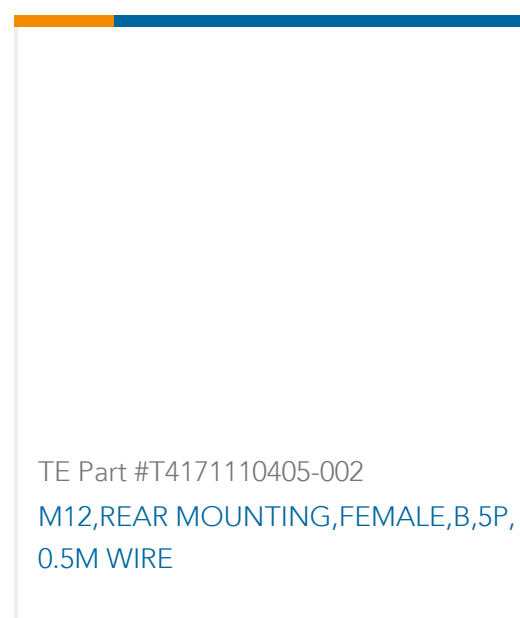 TE Part #T4171110405-002
M12,REAR MOUNTING,FEMALE,B,5P,
0.5M WIRE